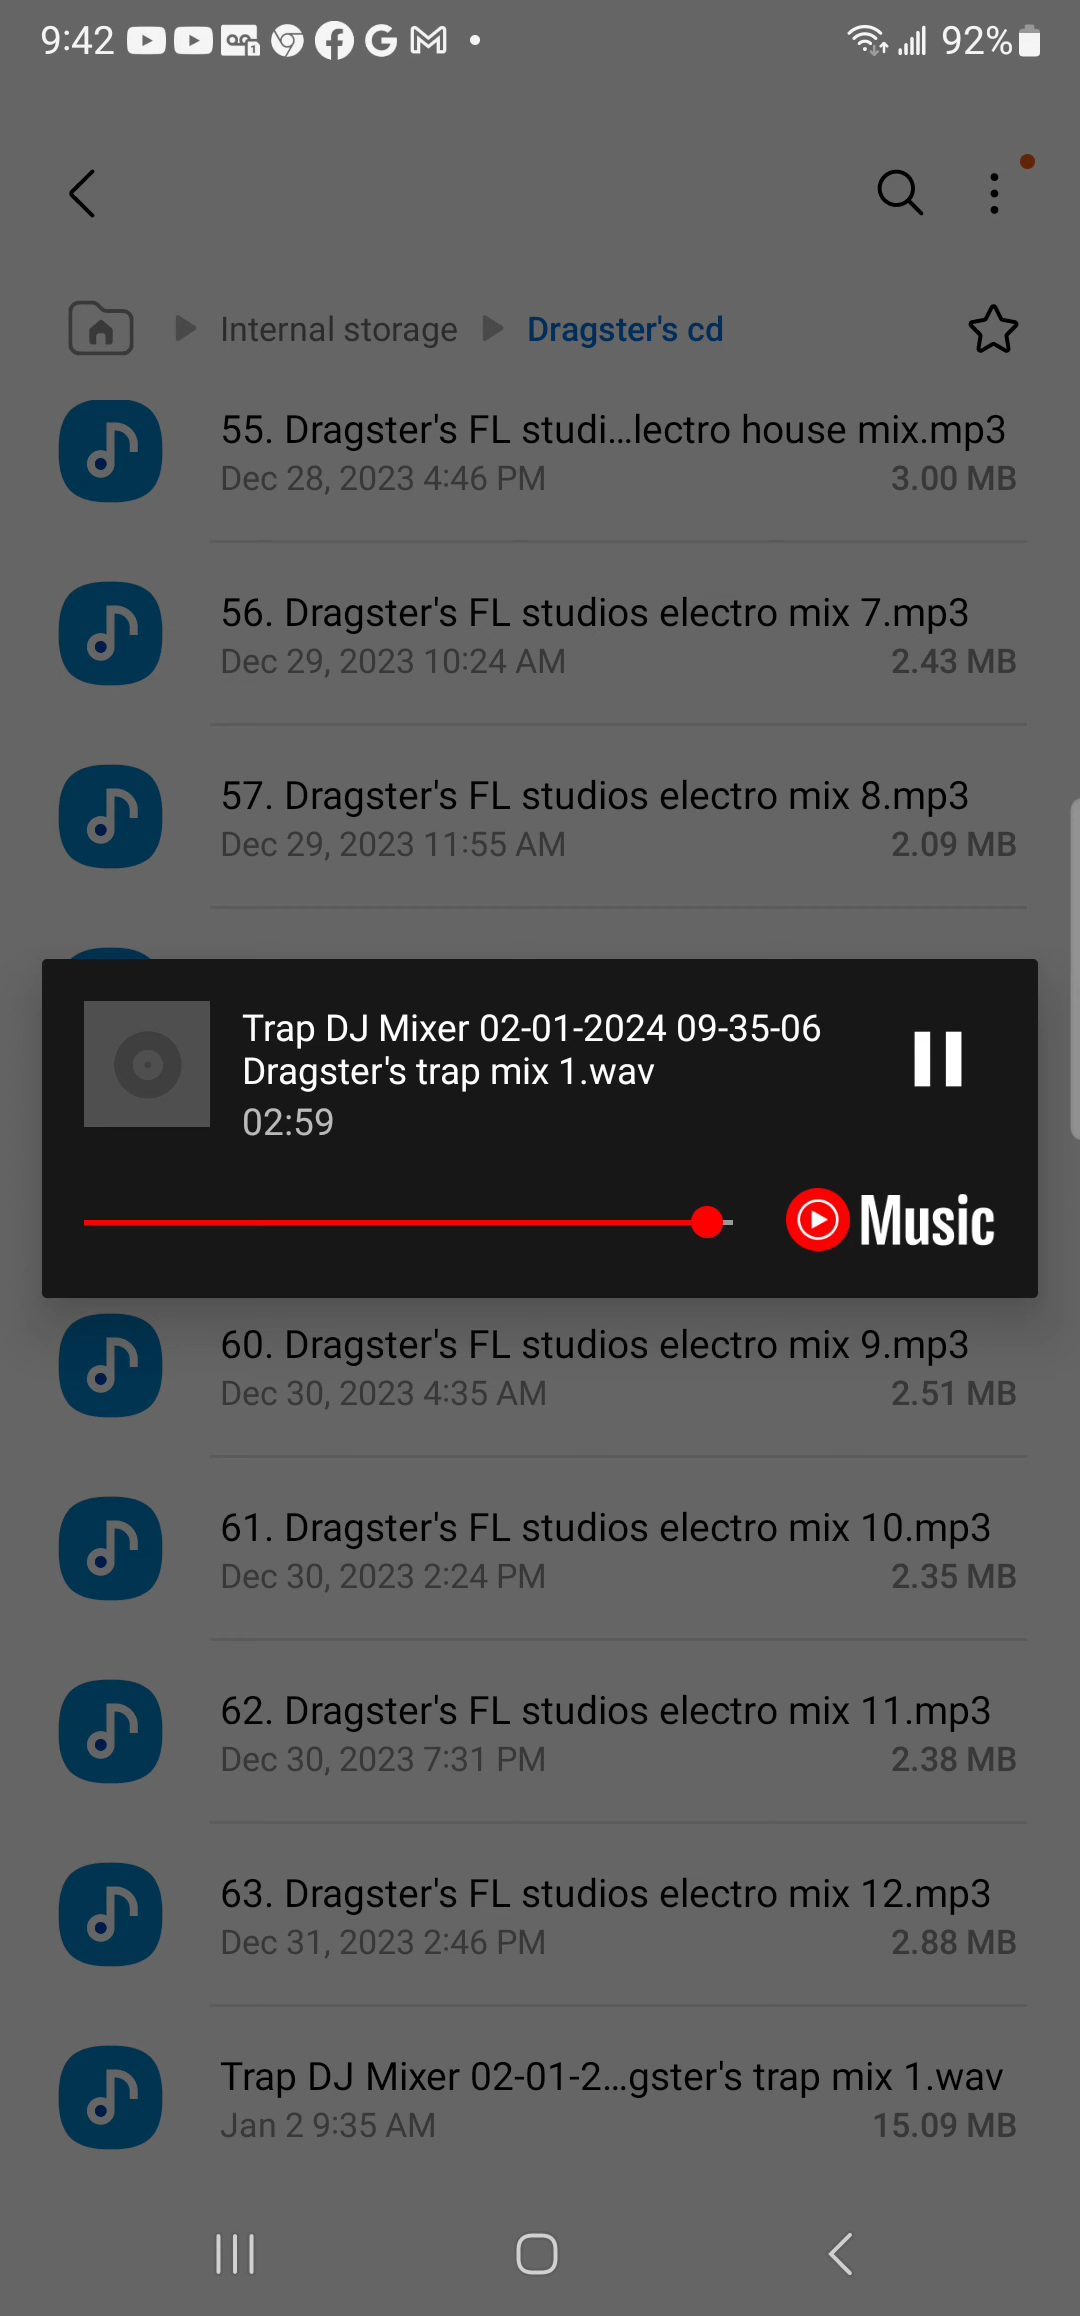 9:42
92%
Internal storage
Dragster's cd
55. Dragster's FL studi...lectro house mix.mp3
Dec 28, 2023 4:46 PM
3.00 MB
56. Dragster's FL studios electro mix 7.mp3
Dec 29, 2023 10:24 AM
2.43 MB
57. Dragster's FL studios electro mix 8.mp3
Dec 29, 2023 11:55 AM
2.09 MB
Trap DJ Mixer 02-01-2024 09-35-06
Dragster's trap mix 1.wav
02:59
Music
60. Dragster's FL studios electro mix 9.mp3
Dec 30, 2023 4:35 AM
2.51 MB
61. Dragster's FL studios electro mix 10.mp3
Dec 30, 2023 2:24 PM
2.35 MB
62. Dragster's FL studios electro mix 11.mp3
Dec 30, 2023 7:31 PM
2.38 MB
63. Dragster's FL studios electro mix 12.mp3
Dec 31, 2023 2:46 PM
2.88 MB
Trap DJ Mixer 02-01-2...gster's trap mix 1.wav
Jan 2 9:35 AM
15.09 MB